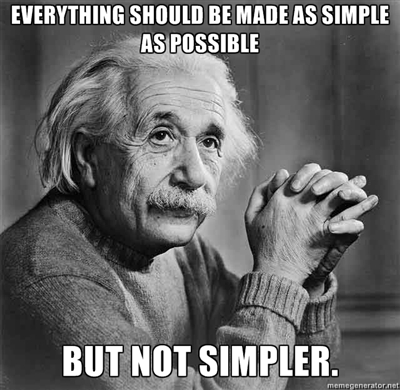 EVERYTHING SHOULD BE MADE AS SIMPLE
AS POSSIBLE
BUT NOT SIMPLER.
memegenerator.net